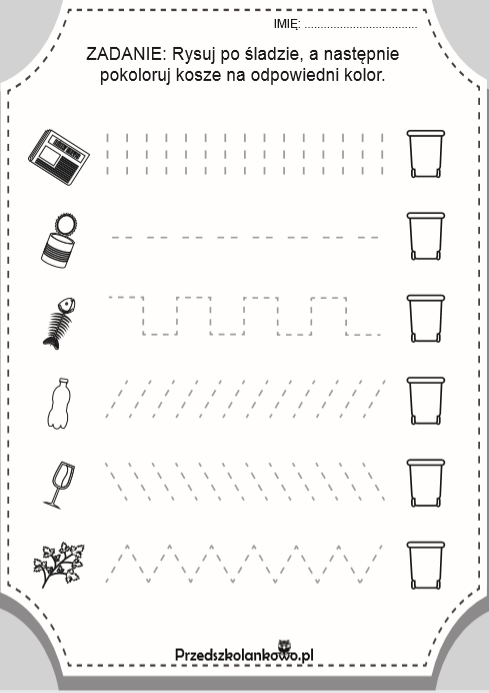 IMIĘ: ...................................
ZADANIE: Rysuj po śladzie, a następnie
pokoloruj kosze na odpowiedni kolor.
Przedszkolankowo.pl